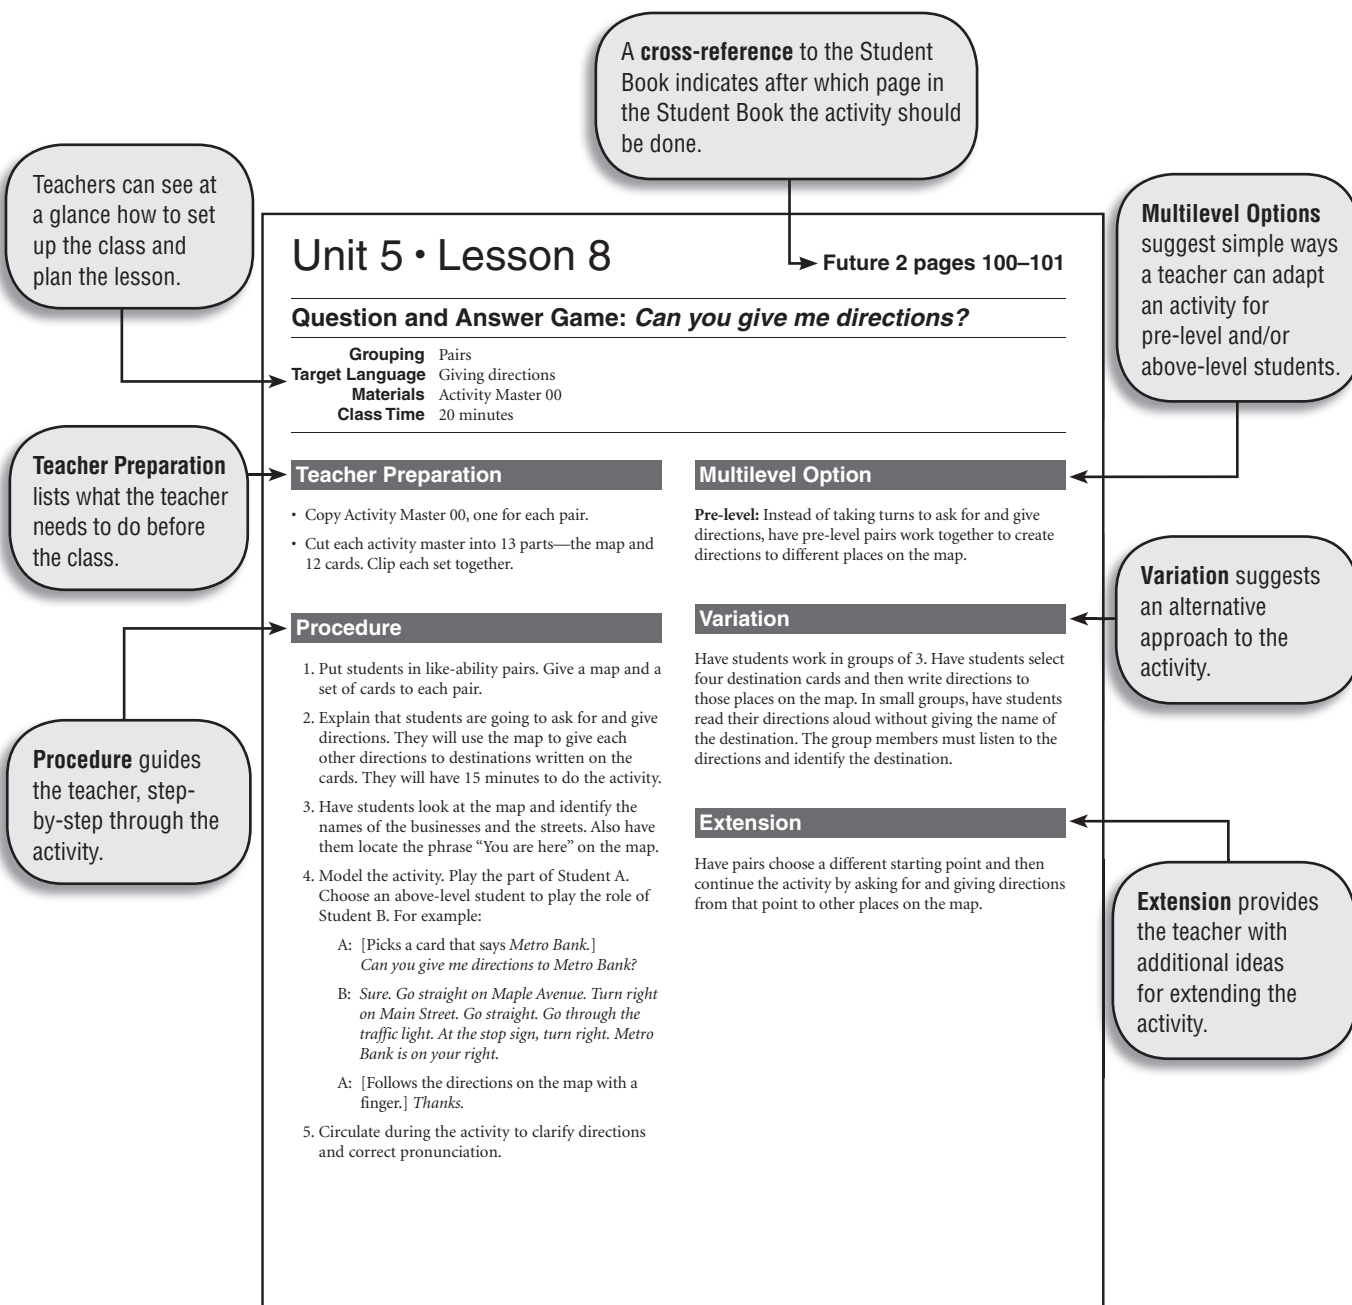 A cross-reference to the Student
Book indicates after which page in
the Student Book the activity should
be done.
Teachers can see at
a glance how to set
up the class and
plan the lesson.
Multilevel Options
suggest simple ways
a teacher can adapt
an activity for
pre-level and/or
above-level students.
Unit 5 • Lesson 8
Future 2 pages 100–101
Question and Answer Game: Can you give me directions?
Grouping Pairs
Target Language Giving directions
Materials Activity Master 00
Class Time 20 minutes
Teacher Preparation
lists what the teacher
needs to do before
the class.
Teacher Preparation
• Copy Activity Master 00, one for each pair.
• Cut each activity master into 13 parts—the map and
12 cards. Clip each set together.
Procedure guides
the teacher, step-
by-step through the
activity.
Procedure
1. Put students in like-ability pairs. Give a map and a
set of cards to each pair.
2. Explain that students are going to ask for and give
directions. They will use the map to give each
other directions to destinations written on the
cards. They will have 15 minutes to do the activity.
3. Have students look at the map and identify the
names of the businesses and the streets. Also have
them locate the phrase “You are here” on the map.
4. Model the activity. Play the part of Student A.
Choose an above-level student to play the role of
Student B. For example:
A: [Picks a card that says Metro Bank.]
Can you give me directions to Metro Bank?
B: Sure. Go straight on Maple Avenue. Turn right
on Main Street. Go straight. Go through the
traffic light. At the stop sign, turn right. Metro
Bank is on your right.
A: [Follows the directions on the map with a
finger.] Thanks.
5. Circulate during the activity to clarify directions
and correct pronunciation.
Multilevel Option
Pre-level: Instead of taking turns to ask for and give
directions, have pre-level pairs work together to create
directions to different places on the map.
Variation
Have students work in groups of 3. Have students select
four destination cards and then write directions to
those places on the map. In small groups, have students
read their directions aloud without giving the name of
the destination. The group members must listen to the
directions and identify the destination.
Variation suggests
an alternative
approach to the
activity.
Extension
Have pairs choose a different starting point and then
continue the activity by asking for and giving directions
from that point to other places on the map.
Extension provides
the teacher with
additional ideas
for extending the
activity.